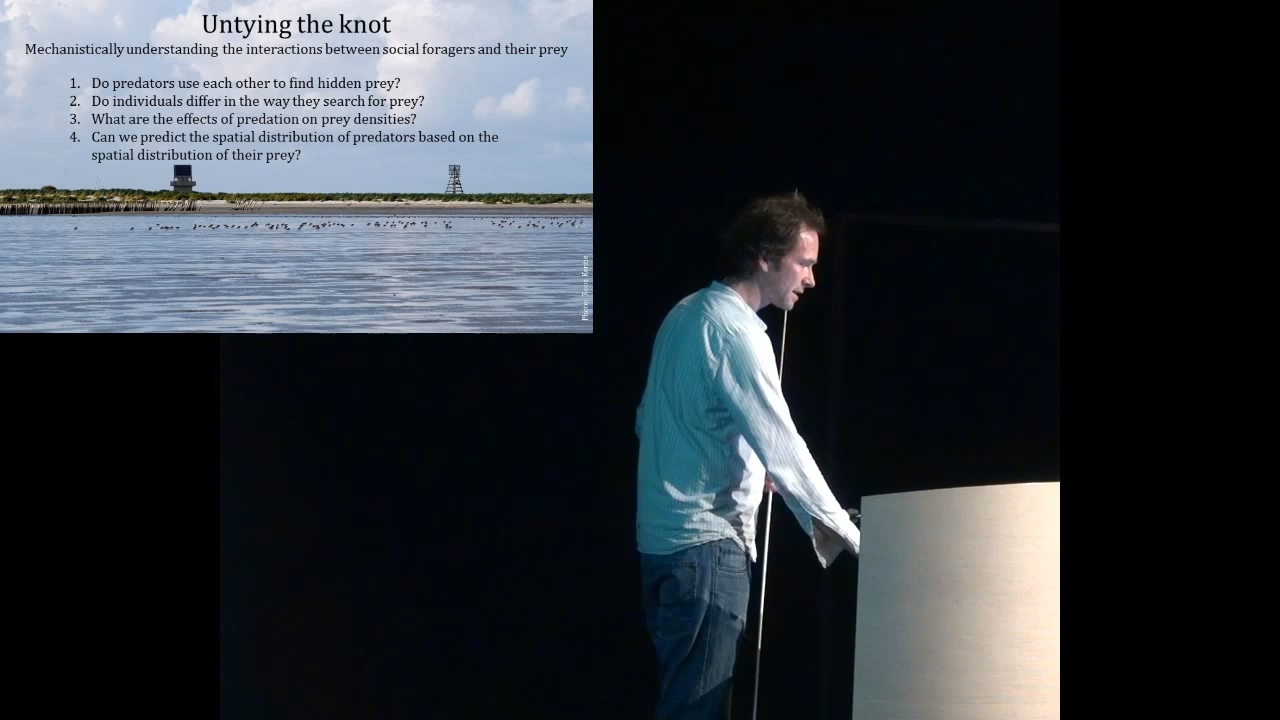 Untying the knot
Mechanistically understanding the interactions between social foragers and their prey
1. Do predators use each other to find hidden prey?
2. Do individuals differ in the way they search for prey?
3. What are the effects of predation on prey densities?
4. Can we predict the spatial distribution of predators based on the
spatial distribution of their prey?
Photo: